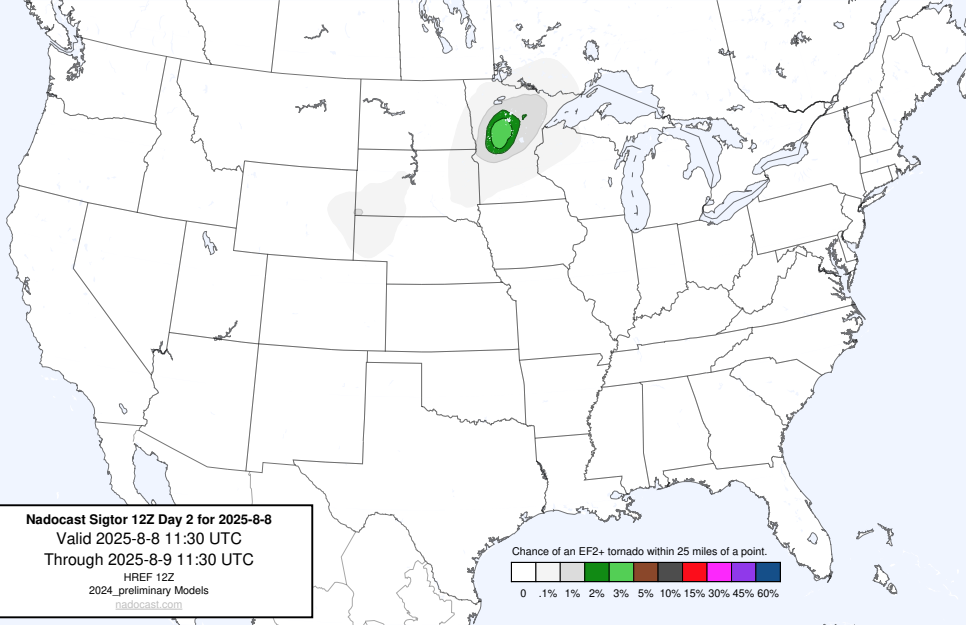 Nadocast Sigtor 12Z Day 2 for 2025-8-8
Valid 2025-8-8 11:30 UTC
Through 2025-8-9 11:30 UTC
HREF 12Z
2024_preliminary Models
nadocast.com
Chance of an EF2+ tornado within 25 miles of a point.
0 .1% 1% 2% 3% 5% 10% 15% 30% 45% 60%